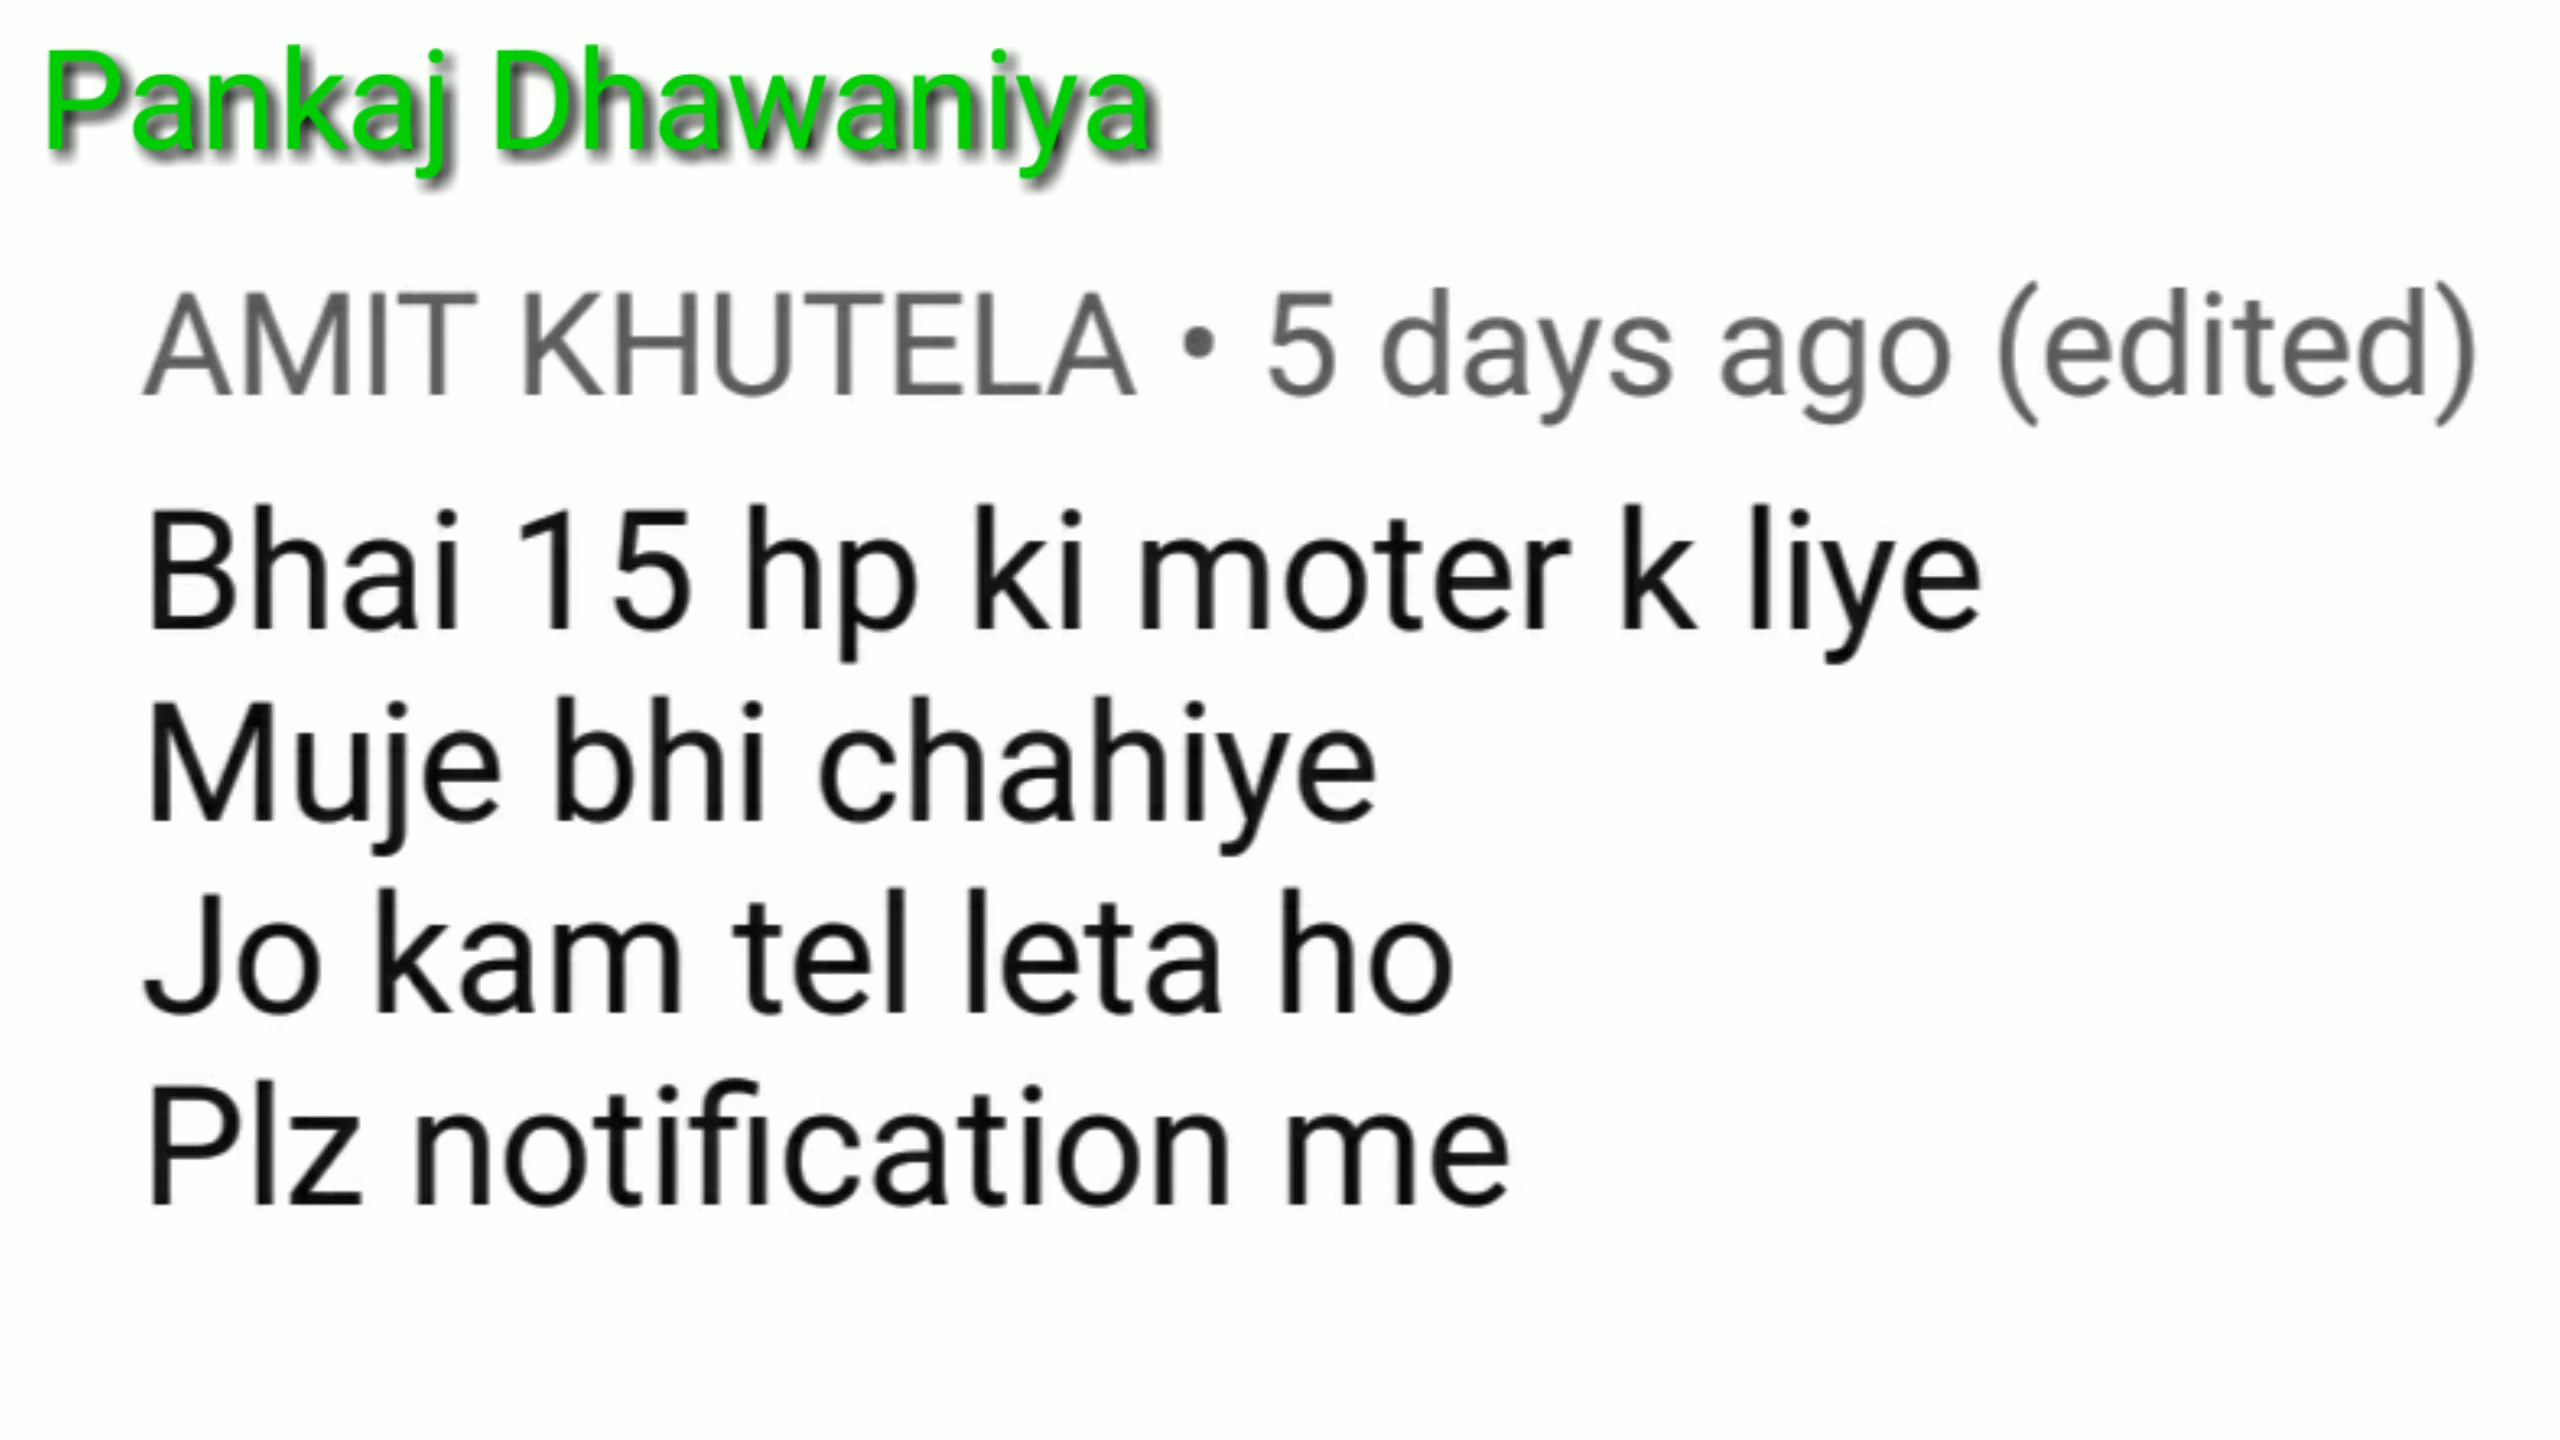 Pankaj Dhawaniya
AMIT KHUTELA • 5 days ago (edited)
Bhai 15 hp ki moter k liye
Muje bhi chahiye
Jo kam tel leta ho
Plz notification me